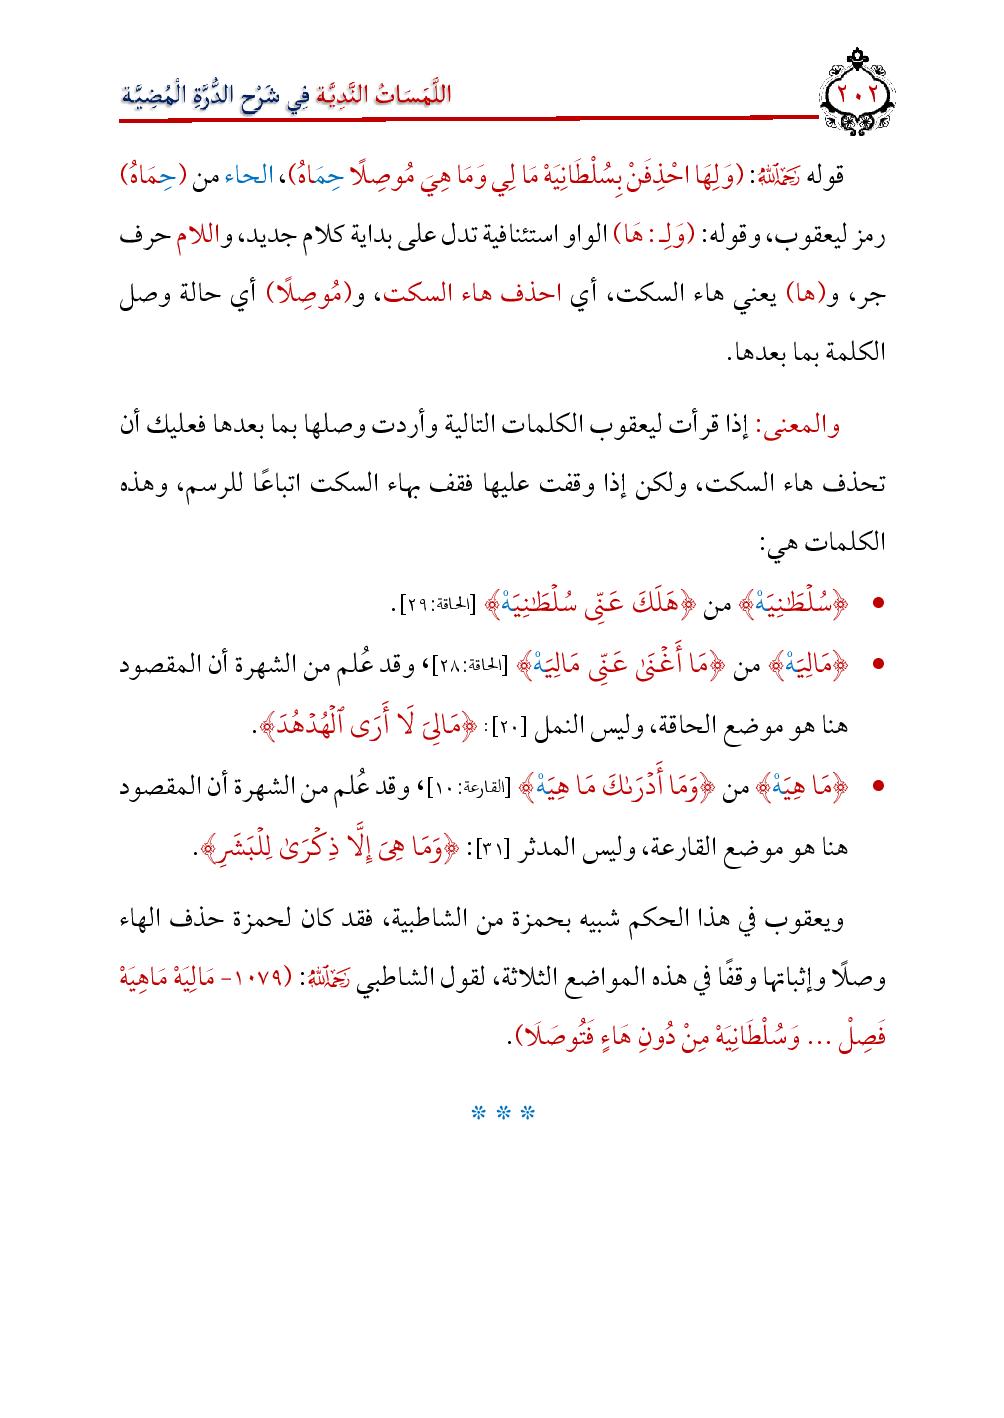 ٢٠٢
اللَّمَسَاتُ النَّدِيَّة فِي شَرْح الدُّرَّةِ الْمُضِيَّة
قوله رَحِمَهُ ٱللَّهُ: (وَلِهَا احْذِفَنْ بِسُلْطَانِيَهْ مَا لِي وَمَا هِيَ مُوصِلًا حِمَاهُ)، الحاء من (حِمَاهُ)
رمز ليعقوب، وقوله: (وَلِـ : هَا) الواو استئنافية تدل على بداية كلام جديد، واللام حرف
جر، و(ها) يعني هاء السكت، أي احذف هاء السكت، و(مُوصِلًا) أي حالة وصل
الكلمة بما بعدها.
والمعنى: إذا قرأت ليعقوب الكلمات التالية وأردت وصلها بما بعدها فعليك أن
تحذف هاء السكت، ولكن إذا وقفت عليها فقف بهاء السكت اتباعًا للرسم، وهذه
الكلمات هي:
• ﴿سُلۡطَٰنِيَهۡ﴾ من ﴿هَلَكَ عَنِّى سُلۡطَٰنِيَهۡ﴾ [الحاقة:٢٩].
• ﴿مَالِيَهۡ﴾ من ﴿مَا أَغۡنَىٰ عَنِّى مَالِيَهۡ﴾ [الحاقة:٢٨]، وقد عُلم من الشهرة أن المقصود
هنا هو موضع الحاقة، وليس النمل [٢٠]: ﴿مَالِىَ لَا أَرَى ٱلۡهُدۡهُدَ﴾.
• ﴿مَا هِيَهۡ﴾ من ﴿وَمَا أَدۡرَىٰكَ مَا هِيَهۡ﴾ [القارعة:١٠]، وقد عُلم من الشهرة أن المقصود
هنا هو موضع القارعة، وليس المدثر [٣١]: ﴿وَمَا هِىَ إِلَّا ذِكۡرَىٰ لِلۡبَشَرِ﴾.
ويعقوب في هذا الحكم شبيه بحمزة من الشاطبية، فقد كان لحمزة حذف الهاء
وصلًا وإثباتها وقفًا في هذه المواضع الثلاثة، لقول الشاطبي رَحِمَهُ ٱللَّهُ: (١٠٧٩- مَالِيَهْ مَاهِيَهْ
فَصِلْ ... وَسُلْطَانِيَهْ مِنْ دُونِ هَاءٍ فَتُوصَلَا).
* * *